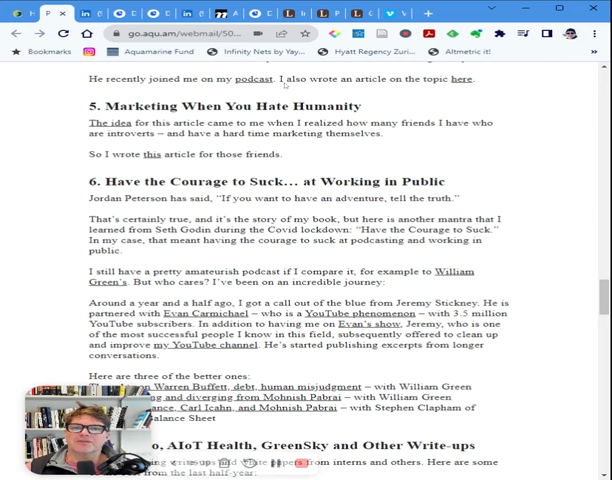 go.aqu.am/webmail/50
Bookmarks
Aquamarine Fund
Infinity Nets by Yay...
Hyatt Regency Zuri...
Altmetric it!
He recently joined me on my podcast. I also wrote an article on the topic here.
5. Marketing When You Hate Humanity
The idea for this article came to me when I realized how many friends I have who
are introverts – and have a hard time marketing themselves.
So I wrote this article for those friends.
6. Have the Courage to Suck… at Working in Public
Jordan Peterson has said, “If you want to have an adventure, tell the truth.”
That’s certainly true, and it’s the story of my book, but here is another mantra that I
learned from Seth Godin during the Covid lockdown: “Have the Courage to Suck.”
In my case, that meant having the courage to suck at podcasting and working in
public.
I still have a pretty amateurish podcast if I compare it, for example to William
Green’s. But who cares? I’ve been on an incredible journey:
Around a year and a half ago, I got a call out of the blue from Jeremy Stickney. He is
partnered with Evan Carmichael – who is a YouTube phenomenon – with 3.5 million
YouTube subscribers. In addition to having me on Evan’s show, Jeremy, who is one
of the most successful people I know in this field, subsequently offered to clean up
and improve my YouTube channel. He’s started publishing excerpts from longer
conversations.
Here are three of the better ones:
on Warren Buffett, debt, human misjudgment – with William Green
and diverging from Mohnish Pabrai – with William Green
Carl Icahn, and Mohnish Pabrai – with Stephen Clapham of
Balance Sheet
AIoT Health, GreenSky and Other Write-ups
papers from interns and others. Here are some
from the last half-year: